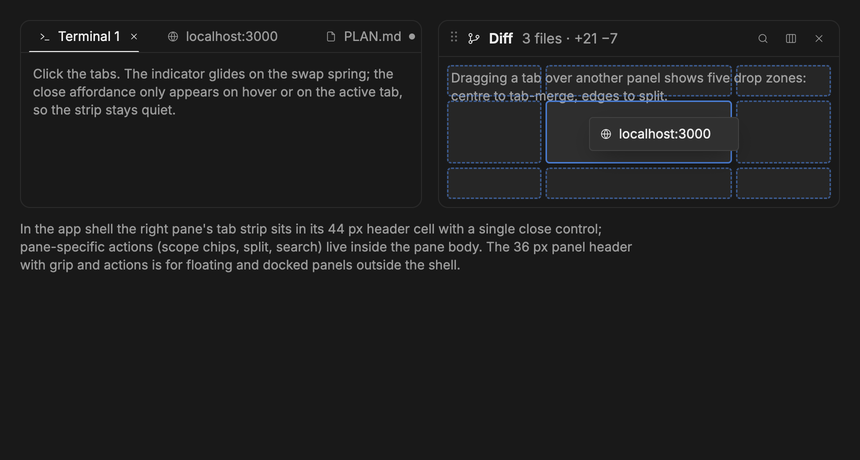 Terminal 1
localhost:3000
PLAN.md
Click the tabs. The indicator glides on the swap spring; the
close affordance only appears on hover or on the active tab,
so the strip stays quiet.
Diff 3 files · +21 −7
Dragging a tab over another panel shows five drop zones:
centre to tab-merge, edges to split.
localhost:3000
In the app shell the right pane's tab strip sits in its 44 px header cell with a single close control;
pane-specific actions (scope chips, split, search) live inside the pane body. The 36 px panel header
with grip and actions is for floating and docked panels outside the shell.